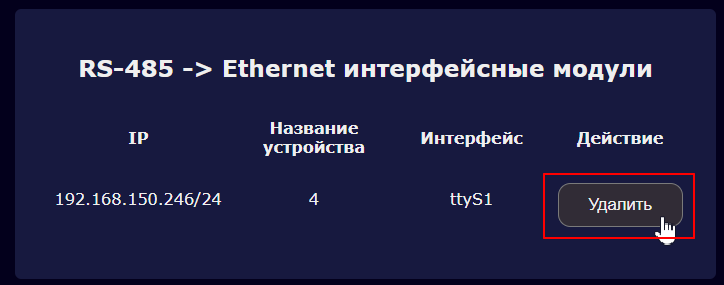 RS-485 -> Ethernet интерфейсные модули
IP Название устройства Интерфейс Действие
192.168.150.246/24 4 ttyS1 Удалить